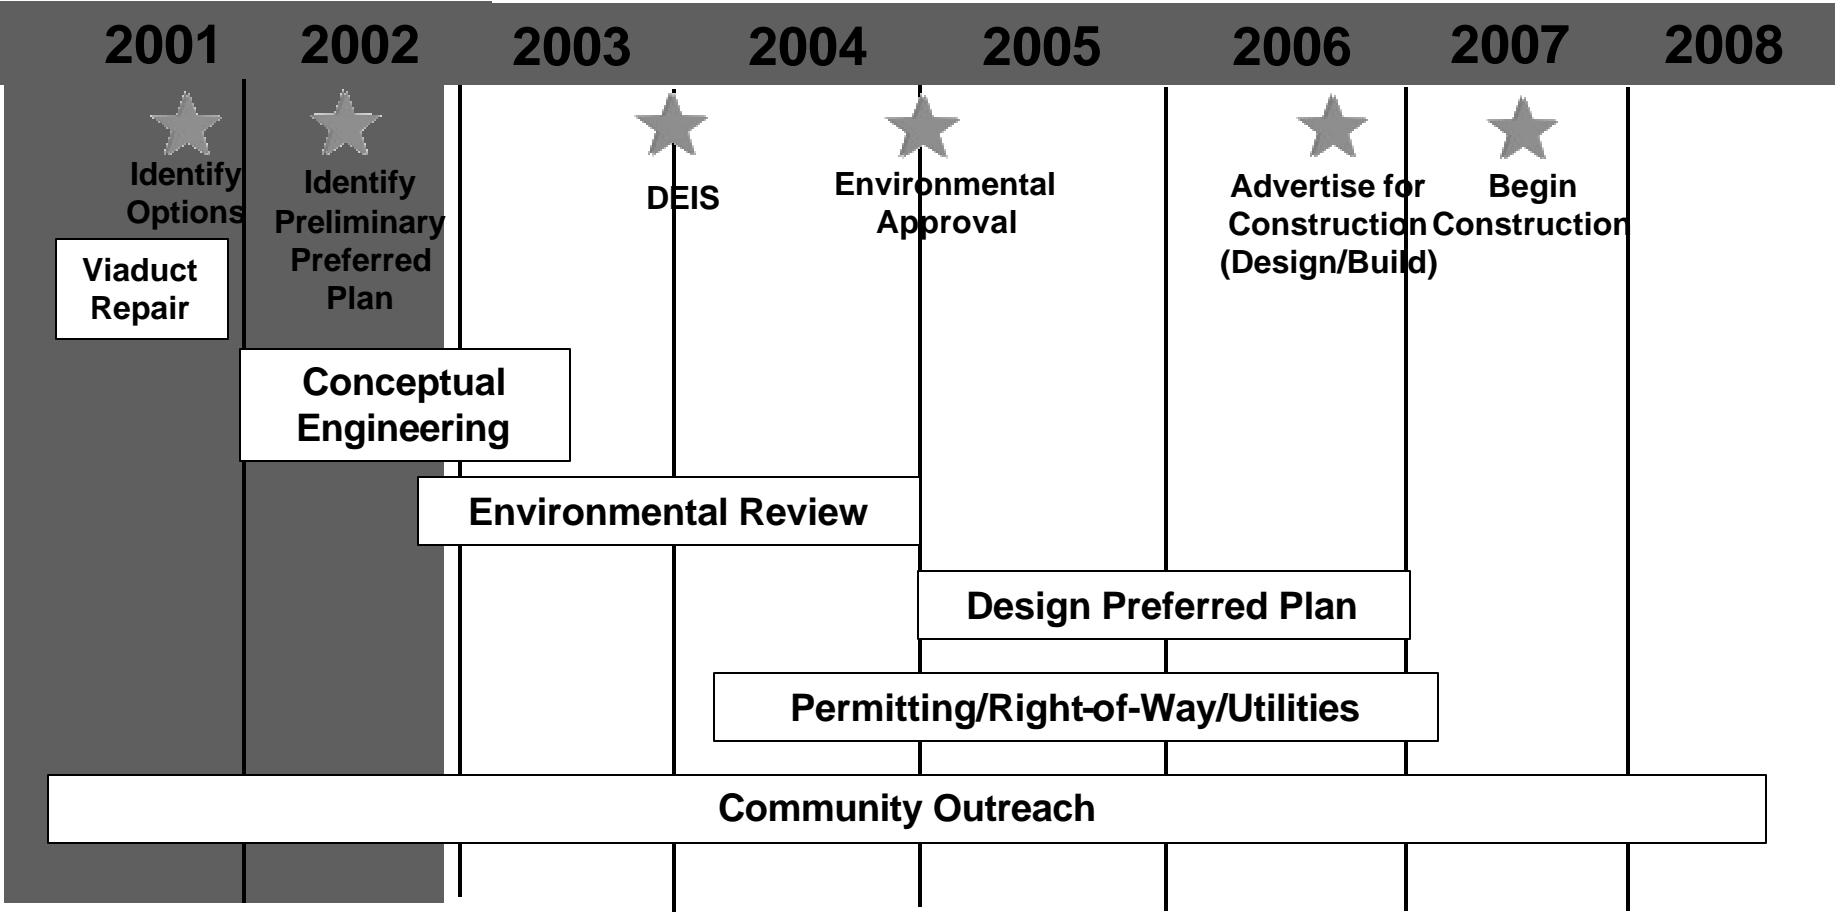 2001 2002 2003 2004 2005 2006 2007 2008
Identify
Options
Identify
Preliminary
Preferred
Plan
DEIS
Environmental
Approval
Advertise for
Construction
(Design/Build)
Begin
Construction
Viaduct
Repair
Conceptual
Engineering
Environmental Review
Design Preferred Plan
Permitting/Right-of-Way/Utilities
Community Outreach